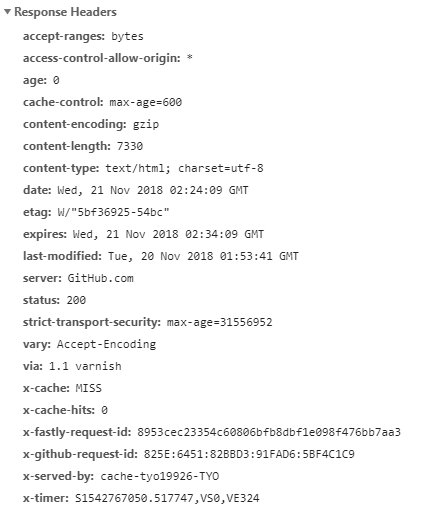 Response Headers
accept-ranges: bytes
access-control-allow-origin: *
age: 0
cache-control: max-age=600
content-encoding: gzip
content-length: 7330
content-type: text/html; charset=utf-8
date: Wed, 21 Nov 2018 02:24:09 GMT
etag: W/"5bf36925-54bc"
expires: Wed, 21 Nov 2018 02:34:09 GMT
last-modified: Tue, 20 Nov 2018 01:53:41 GMT
server: GitHub.com
status: 200
strict-transport-security: max-age=31556952
vary: Accept-Encoding
via: 1.1 varnish
x-cache: MISS
x-cache-hits: 0
x-fastly-request-id: 8953cec23354c60806bfb8dbf1e098f476bb7aa3
x-github-request-id: 825E:6451:82BBD3:91FAD6:5BF4C1C9
x-served-by: cache-tyo19926-TYO
x-timer: S1542767050.517747,VS0,VE324